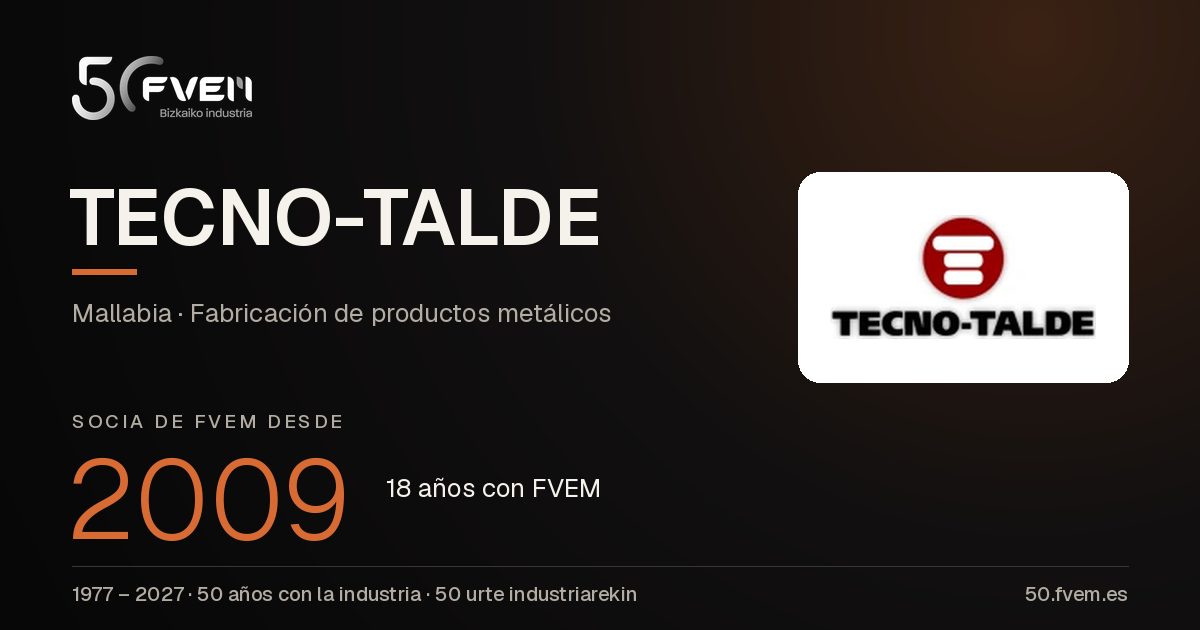 50 FVEM
Bizkaiko industria
TECNO-TALDE
Mallabia · Fabricación de productos metálicos
TECNO-TALDE
SOCIA DE FVEM DESDE
2009
18 años con FVEM
1977 – 2027 · 50 años con la industria · 50 urte industriarekin
50.fvem.es